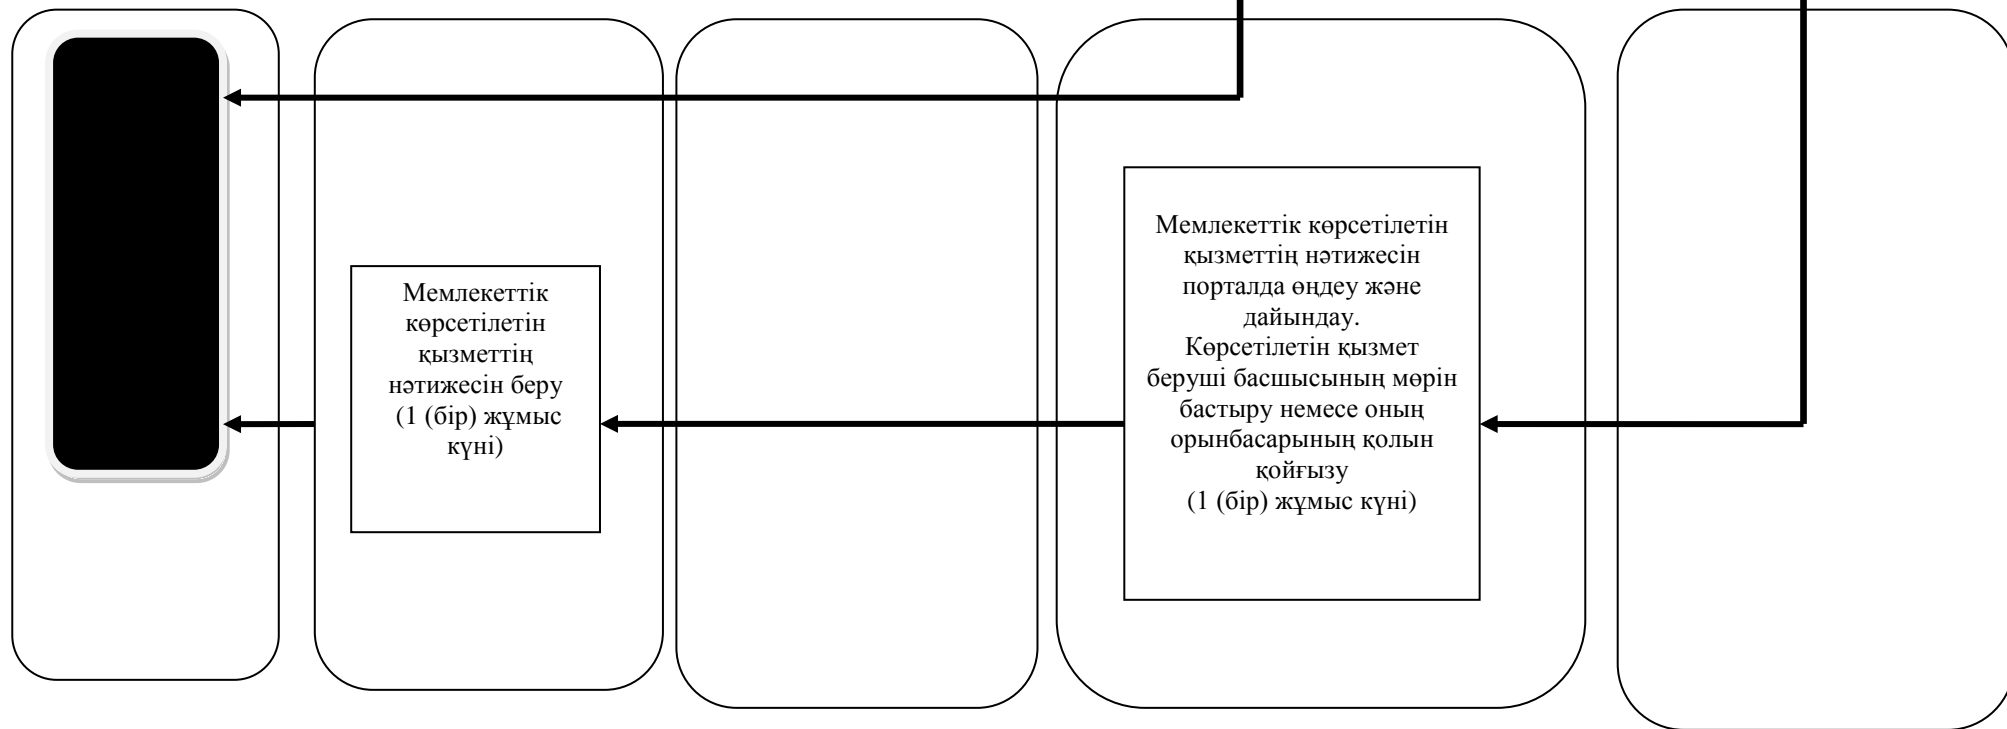 Мемлекеттік
көрсетілетін
қызметтің
нәтижесін беру
(1 (бір) жұмыс
күні)
Мемлекеттік көрсетілетін
қызметтің нәтижесін
порталда өңдеу және
дайындау.
Көрсетілетін қызмет
беруші басшысының мөрін
бастыру немесе оның
орынбасарының қолын
қойғызу
(1 (бір) жұмыс күні)